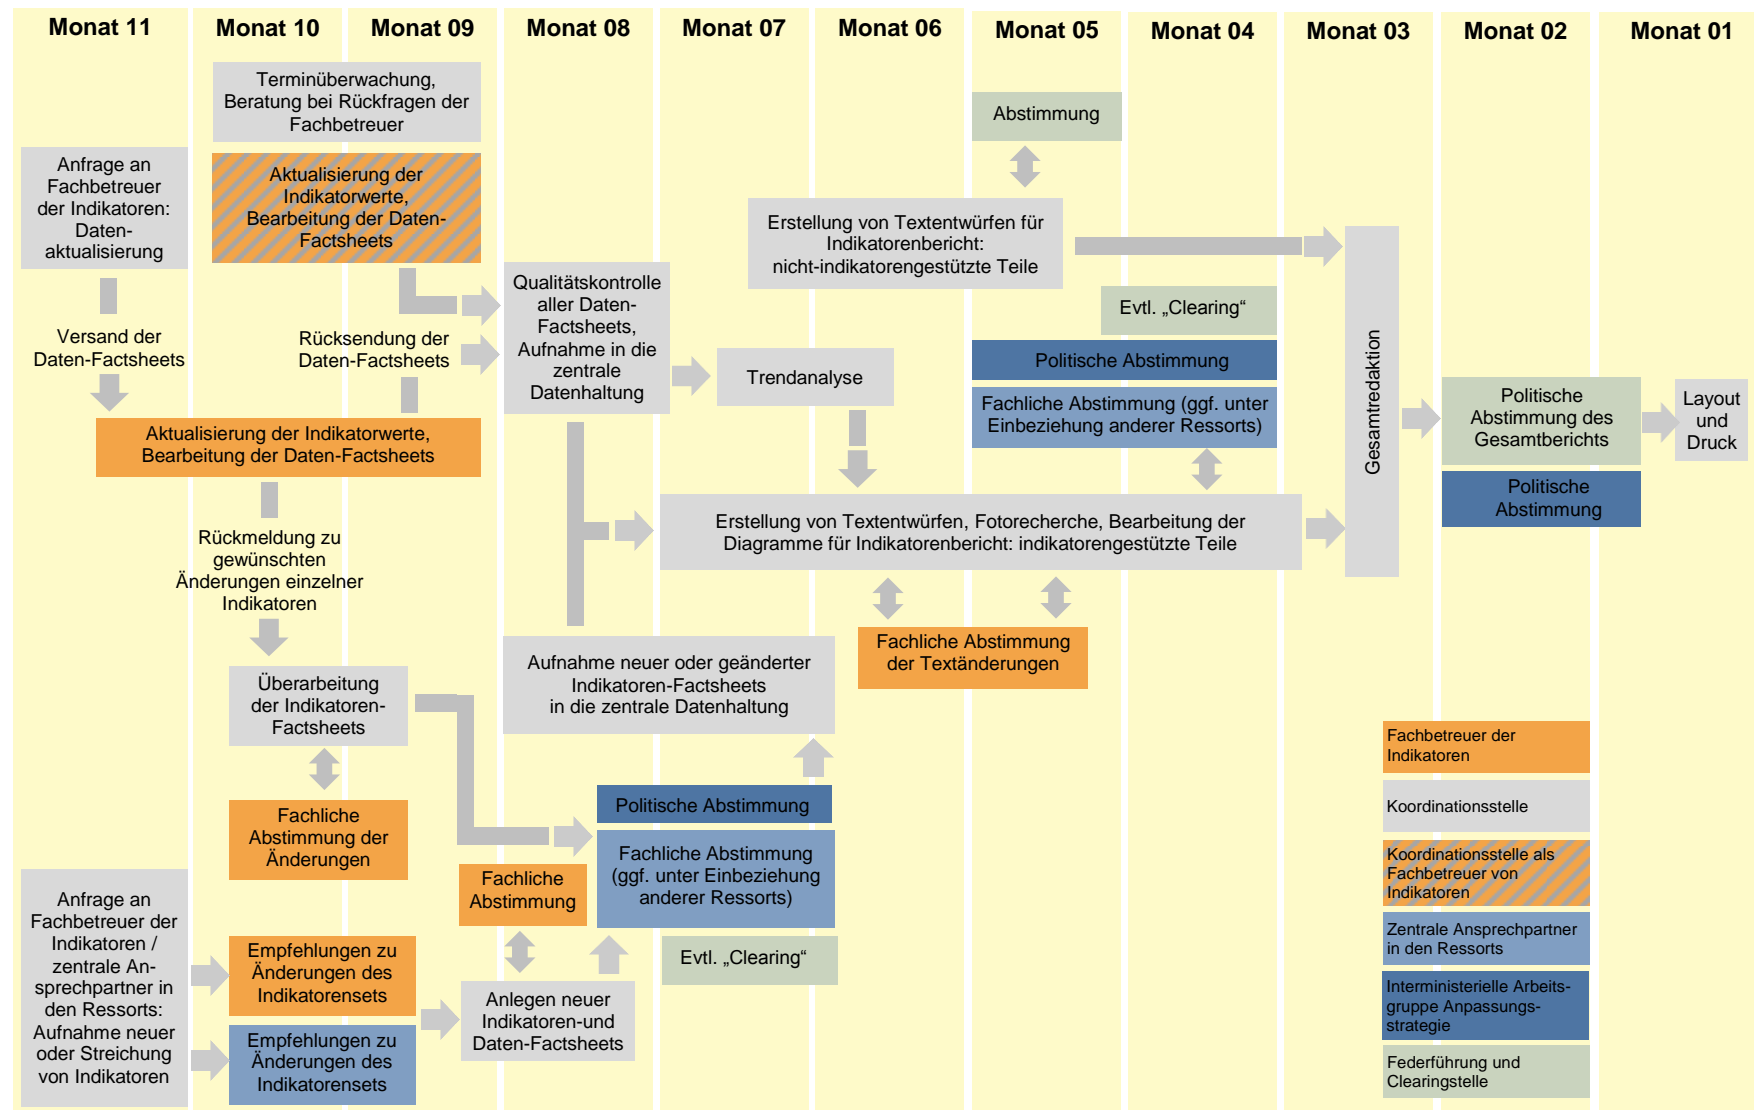 Monat 11
Monat 10
Monat 09
Monat 08
Monat 07
Monat 06
Monat 05
Monat 04
Monat 03
Monat 02
Monat 01
Terminüberwachung,
Beratung bei Rückfragen der
Fachbetreuer
Anfrage an
Fachbetreuer
der Indikatoren:
Daten-
aktualisierung
Aktualisierung der
Indikatorwerte,
Bearbeitung der Daten-
Factsheets
Versand der
Daten-Factsheets
Rücksendung der
Daten-Factsheets
Aktualisierung der Indikatorwerte,
Bearbeitung der Daten-Factsheets
Rückmeldung zu
gewünschten
Änderungen einzelner
Indikatoren
Überarbeitung
der Indikatoren-
Factsheets
Fachliche
Abstimmung der
Änderungen
Anfrage an
Fachbetreuer der
Indikatoren /
zentrale An-
sprechpartner in
den Ressorts:
Aufnahme neuer
oder Streichung
von Indikatoren
Empfehlungen zu
Änderungen des
Indikatorensets
Empfehlungen zu
Änderungen des
Indikatorensets
Fachliche
Abstimmung
Anlegen neuer
Indikatoren-und
Daten-Factsheets
Qualitätskontrolle
aller Daten-
Factsheets,
Aufnahme in die
zentrale
Datenhaltung
Trendanalyse
Aufnahme neuer oder geänderter
Indikatoren-Factsheets
in die zentrale Datenhaltung
Politische Abstimmung
Fachliche Abstimmung
(ggf. unter Einbeziehung
anderer Ressorts)
Evtl. „Clearing“
Abstimmung
Erstellung von Textentwürfen für
Indikatorenbericht:
nicht-indikatorengestützte Teile
Evtl. „Clearing“
Politische Abstimmung
Fachliche Abstimmung (ggf. unter
Einbeziehung anderer Ressorts)
Erstellung von Textentwürfen, Fotorecherche, Bearbeitung der
Diagramme für Indikatorenbericht: indikatorengestützte Teile
Fachliche Abstimmung
der Textänderungen
Gesamtredaktion
Politische
Abstimmung des
Gesamtberichts
Politische
Abstimmung
Layout
und
Druck
Fachbetreuer der
Indikatoren
Koordinationsstelle
Koordinationsstelle als
Fachbetreuer von
Indikatoren
Zentrale Ansprechpartner
in den Ressorts
Interministerielle Arbeits-
gruppe Anpassungs-
strategie
Federführung und
Clearingstelle